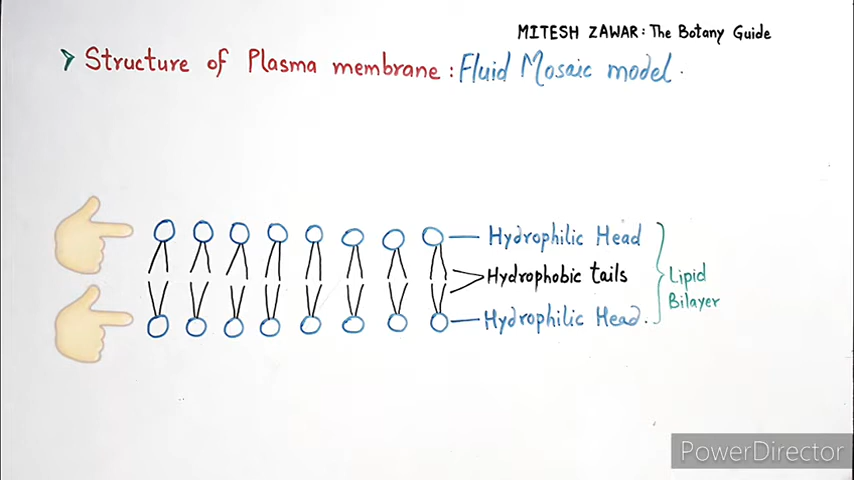 MITESH ZAWAR: The Botany Guide
Structure of Plasma membrane: Fluid Mosaic model.
Hydrophilic Head
Hydrophobic tails
Hydrophilic Head.
Lipid
Bilayer
PowerDirector